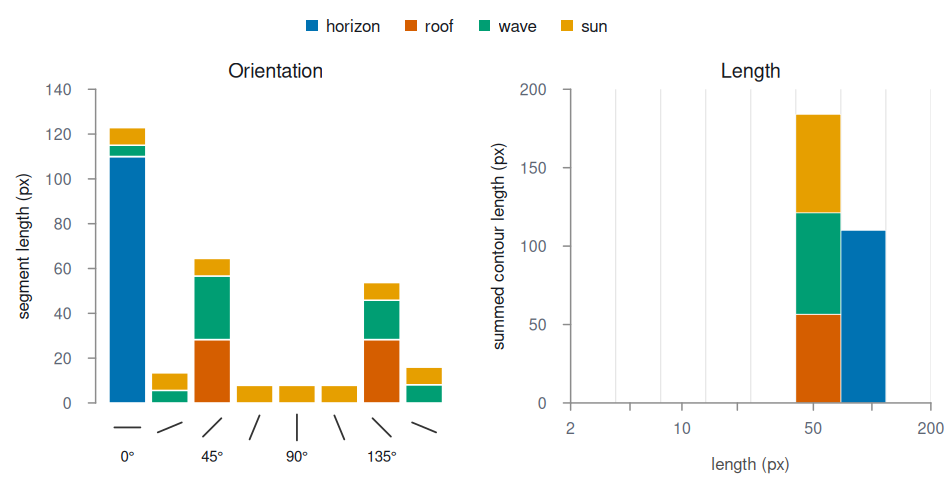 horizon roof wave sun
Orientation
140
120
100
80
60
40
20
0
segment length (px)
0° 45° 90° 135°
Length
200
150
100
50
0
summed contour length (px)
2 10 50 200
length (px)